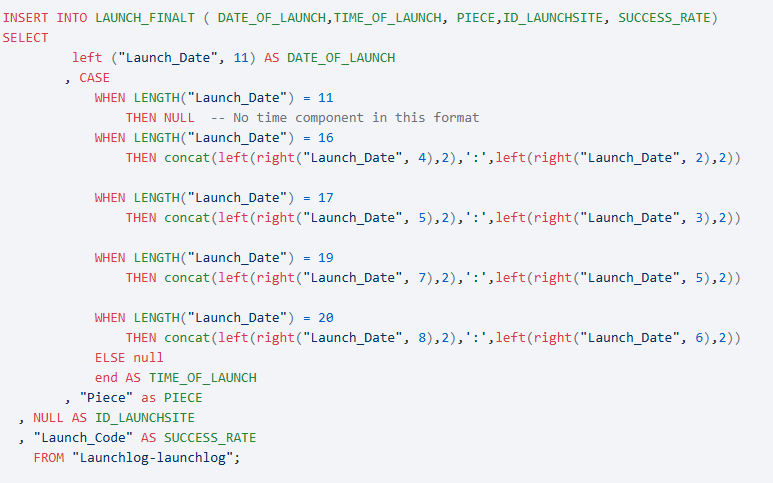 INSERT INTO LAUNCH_FINALT ( DATE_OF_LAUNCH,TIME_OF_LAUNCH, PIECE,ID_LAUNCHSITE, SUCCESS_RATE)
SELECT
left ("Launch_Date", 11) AS DATE_OF_LAUNCH
, CASE
WHEN LENGTH("Launch_Date") = 11
THEN NULL -- No time component in this format
WHEN LENGTH("Launch_Date") = 16
THEN concat(left(right("Launch_Date", 4),2),':',left(right("Launch_Date", 2),2))
WHEN LENGTH("Launch_Date") = 17
THEN concat(left(right("Launch_Date", 5),2),':',left(right("Launch_Date", 3),2))
WHEN LENGTH("Launch_Date") = 19
THEN concat(left(right("Launch_Date", 7),2),':',left(right("Launch_Date", 5),2))
WHEN LENGTH("Launch_Date") = 20
THEN concat(left(right("Launch_Date", 8),2),':',left(right("Launch_Date", 6),2))
ELSE null
end AS TIME_OF_LAUNCH
, "Piece" as PIECE
, NULL AS ID_LAUNCHSITE
, "Launch_Code" AS SUCCESS_RATE
FROM "Launchlog-launchlog";